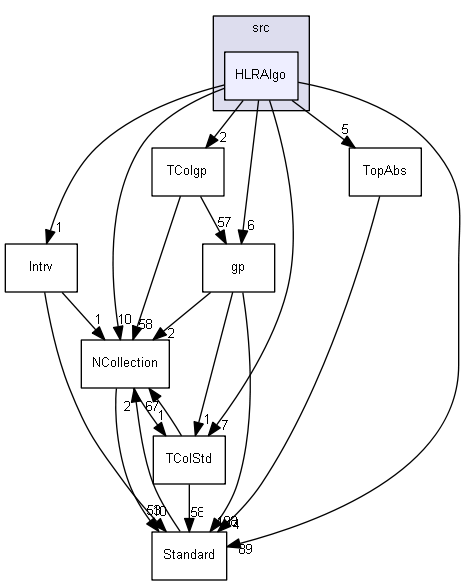 src
HLRAlgo
2
5
TColgp
TopAbs
57
1
6
Intrv
gp
1
10
58
2
NCollection
2
67
1
1
7
TColStd
58
4
89
Standard